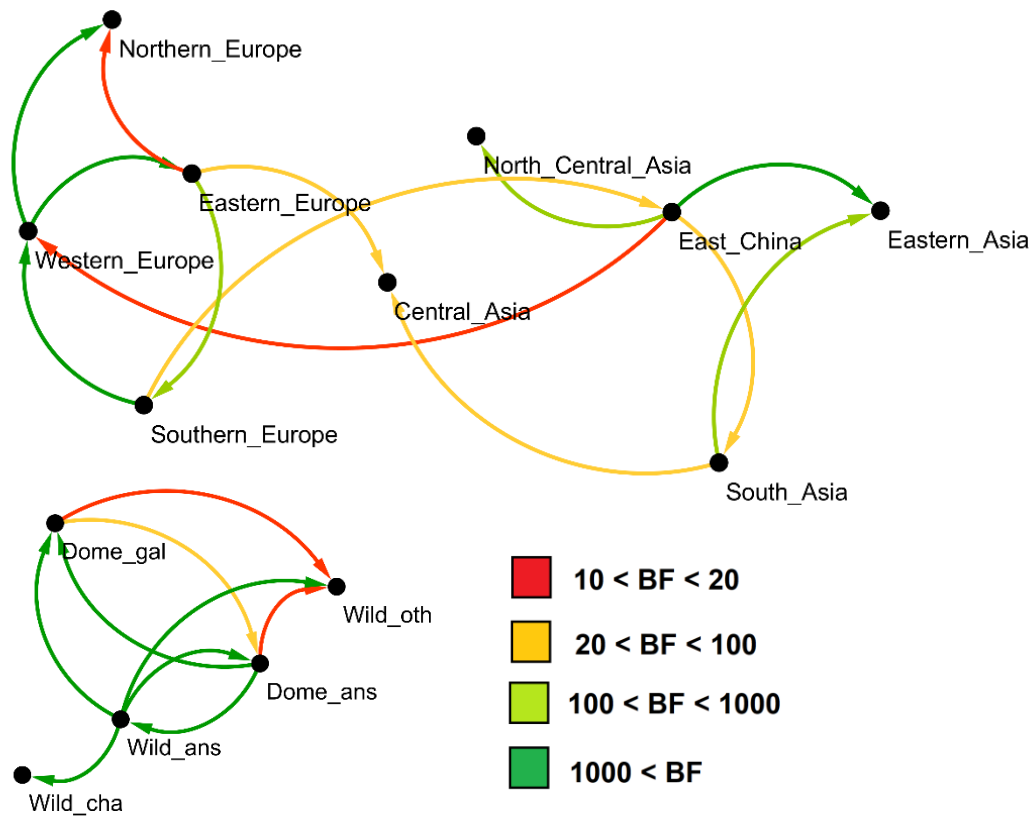 Northern_Europe
North_Central_Asia
Eastern_Europe
East_China
Eastern_Asia
Western_Europe
Central_Asia
Southern_Europe
South_Asia
Dome_gal
Wild_oth
Dome_ans
Wild_ans
Wild_cha
10 < BF < 20
20 < BF < 100
100 < BF < 1000
1000 < BF